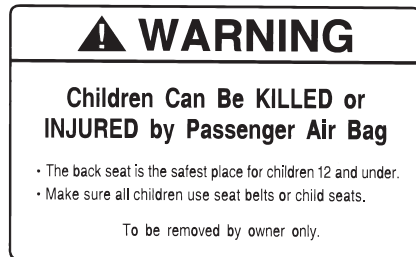 WARNING
Children Can Be KILLED or
INJURED by Passenger Air Bag
• The back seat is the safest place for children 12 and under.
• Make sure all children use seat belts or child seats.
To be removed by owner only.